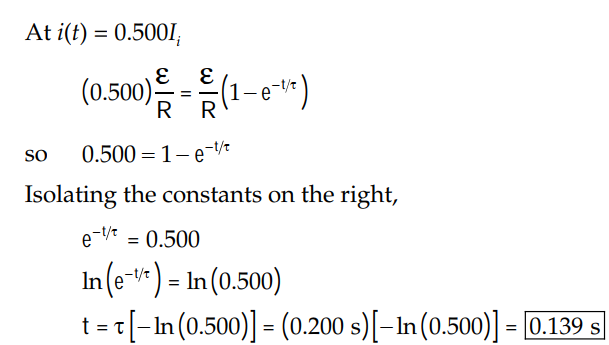 At i(t) = 0.500Iᵢ
(0.500) ε/R = ε/R (1 − e^(−t/τ))
so 0.500 = 1 − e^(−t/τ)
Isolating the constants on the right,
e^(−t/τ) = 0.500
ln(e^(−t/τ)) = ln(0.500)
t = τ[−ln(0.500)] = (0.200 s)[−ln(0.500)] = 0.139 s